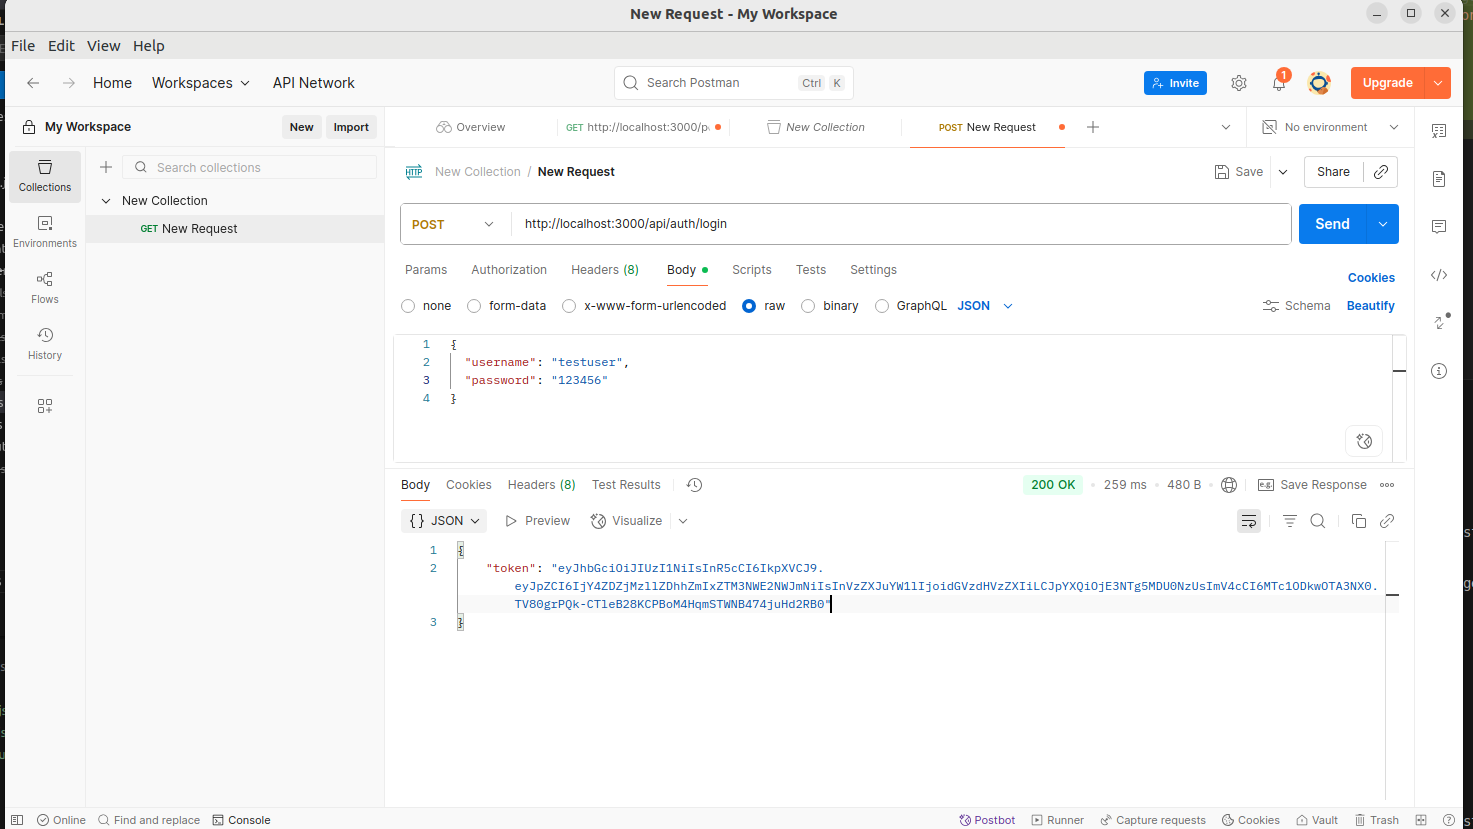 New Request - My Workspace
File Edit View Help
Home Workspaces API Network
Search Postman Ctrl K
Invite
1
Upgrade
My Workspace New Import
Overview
GET http://localhost:3000/p
New Collection
POST New Request
No environment
Collections
Environments
Flows
History
Search collections
New Collection
GET New Request
HTTP New Collection / New Request
Save Share
POST http://localhost:3000/api/auth/login Send
Params Authorization Headers (8) Body Scripts Tests Settings Cookies
none form-data x-www-form-urlencoded raw binary GraphQL JSON Schema Beautify
1 {
2 "username": "testuser",
3 "password": "123456"
4 }
Body Cookies Headers (8) Test Results
200 OK • 259 ms • 480 B • e.g. Save Response
{} JSON Preview Visualize
1 {
2 "token": "eyJhbGciOiJIUzI1NiIsInR5cCI6IkpXVCJ9.
eyJpZCI6IjY4ZDZjMzllZDhhZmIxZTM3NWE2NWJmNiIsInVzZXJuYW1lIjoidGVzdHVzZXIiLCJpYXQiOjE3NTg5MDU0NzUsImV4cCI6MTc1ODkwOTA3NX0.
TV80grPQk-CTleB28KCPBoM4HqmSTWNB474juHd2RB0"
3 }
Online Find and replace Console
Postbot Runner Capture requests Cookies Vault Trash